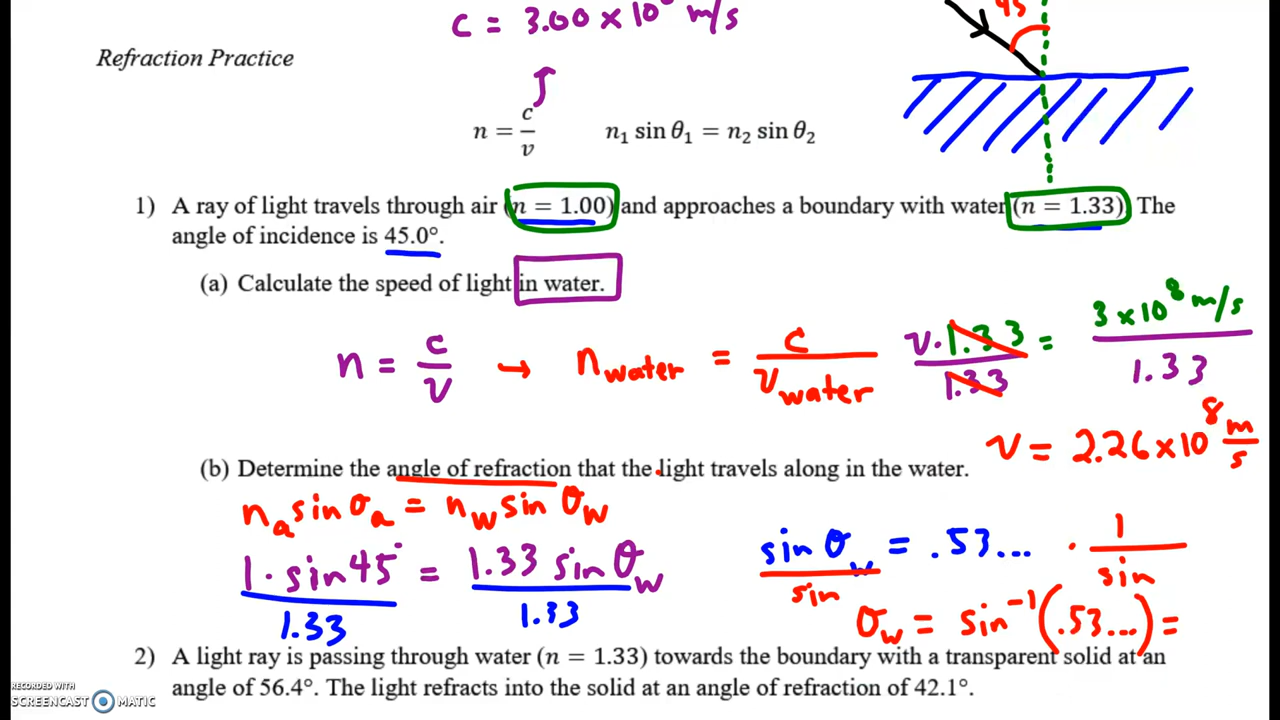 c = 3.00 × 10⁸ m/s
45
Refraction Practice
n = c/v    n₁ sin θ₁ = n₂ sin θ₂
1) A ray of light travels through air (n = 1.00) and approaches a boundary with water (n = 1.33). The
angle of incidence is 45.0°.
(a) Calculate the speed of light in water.
n = c/v → n water = c/v water    v · 1.33/1.33 = 3 × 10⁸ m/s/1.33
v = 2.26 × 10⁸ m/s
(b) Determine the angle of refraction that the light travels along in the water.
nₐ sin θₐ = n_w sin θ_w
1 · sin 45°/1.33 = 1.33 sin θ_w/1.33
sin θ_w/sin = .53... · 1/sin
θ_w = sin⁻¹(.53...) =
2) A light ray is passing through water (n = 1.33) towards the boundary with a transparent solid at an
angle of 56.4°. The light refracts into the solid at an angle of refraction of 42.1°.
RECORDED WITH
SCREENCAST MATIC